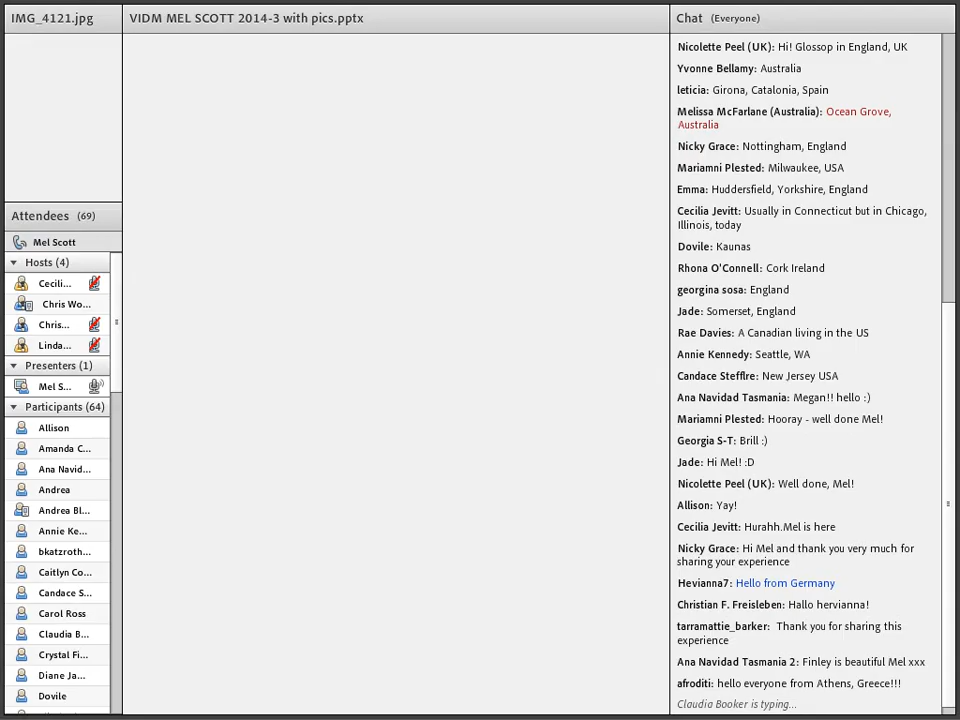 IMG_4121.jpg
VIDM MEL SCOTT 2014-3 with pics.pptx
Attendees (69)
Mel Scott
Hosts (4)
Cecili...
Chris Wo...
Chris...
Linda...
Presenters (1)
Mel S...
Participants (64)
Allison
Amanda C...
Ana Navid...
Andrea
Andrea Bl...
Annie Ke...
bkatzroth...
Caitlyn Co...
Candace S...
Carol Ross
Claudia B...
Crystal Fi...
Diane Ja...
Dovile
Chat (Everyone)
Nicolette Peel (UK): Hi! Glossop in England, UK
Yvonne Bellamy: Australia
leticia: Girona, Catalonia, Spain
Melissa McFarlane (Australia): Ocean Grove,
Australia
Nicky Grace: Nottingham, England
Mariamni Plested: Milwaukee, USA
Emma: Huddersfield, Yorkshire, England
Cecilia Jevitt: Usually in Connecticut but in Chicago,
Illinois, today
Dovile: Kaunas
Rhona O'Connell: Cork Ireland
georgina sosa: England
Jade: Somerset, England
Rae Davies: A Canadian living in the US
Annie Kennedy: Seattle, WA
Candace Steffire: New Jersey USA
Ana Navidad Tasmania: Megan!! hello :)
Mariamni Plested: Hooray - well done Mel!
Georgia S-T: Brill :)
Jade: Hi Mel! :D
Nicolette Peel (UK): Well done, Mel!
Allison: Yay!
Cecilia Jevitt: Hurahh.Mel is here
Nicky Grace: Hi Mel and thank you very much for
sharing your experience
Hevianna7: Hello from Germany
Christian F. Freisleben: Hallo hervianna!
tarramattie_barker: Thank you for sharing this
experience
Ana Navidad Tasmania 2: Finley is beautiful Mel xxx
afroditi: hello everyone from Athens, Greece!!!
Claudia Booker is typing...